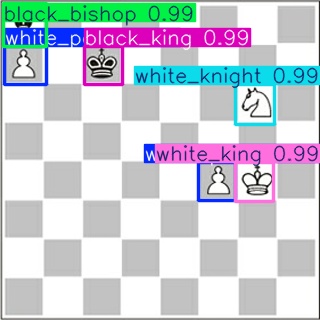 black_bishop 0.99
white_p black_king 0.99
white_knight 0.99
w white_king 0.99